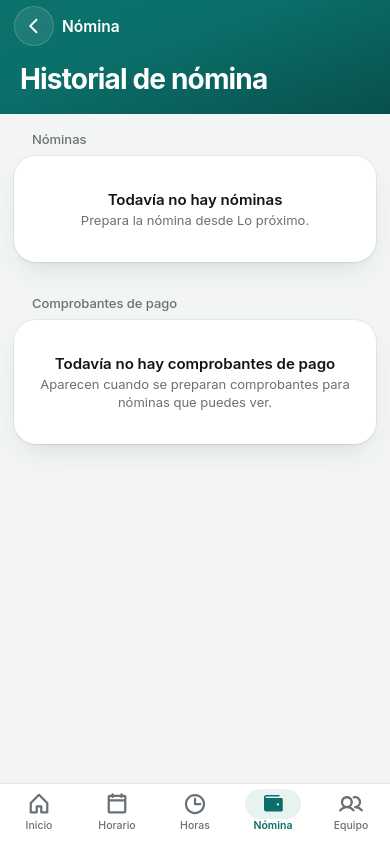 Nómina
Historial de nómina
Nóminas
Todavía no hay nóminas
Prepara la nómina desde Lo próximo.
Comprobantes de pago
Todavía no hay comprobantes de pago
Aparecen cuando se preparan comprobantes para
nóminas que puedes ver.
Inicio
Horario
Horas
Nómina
Equipo